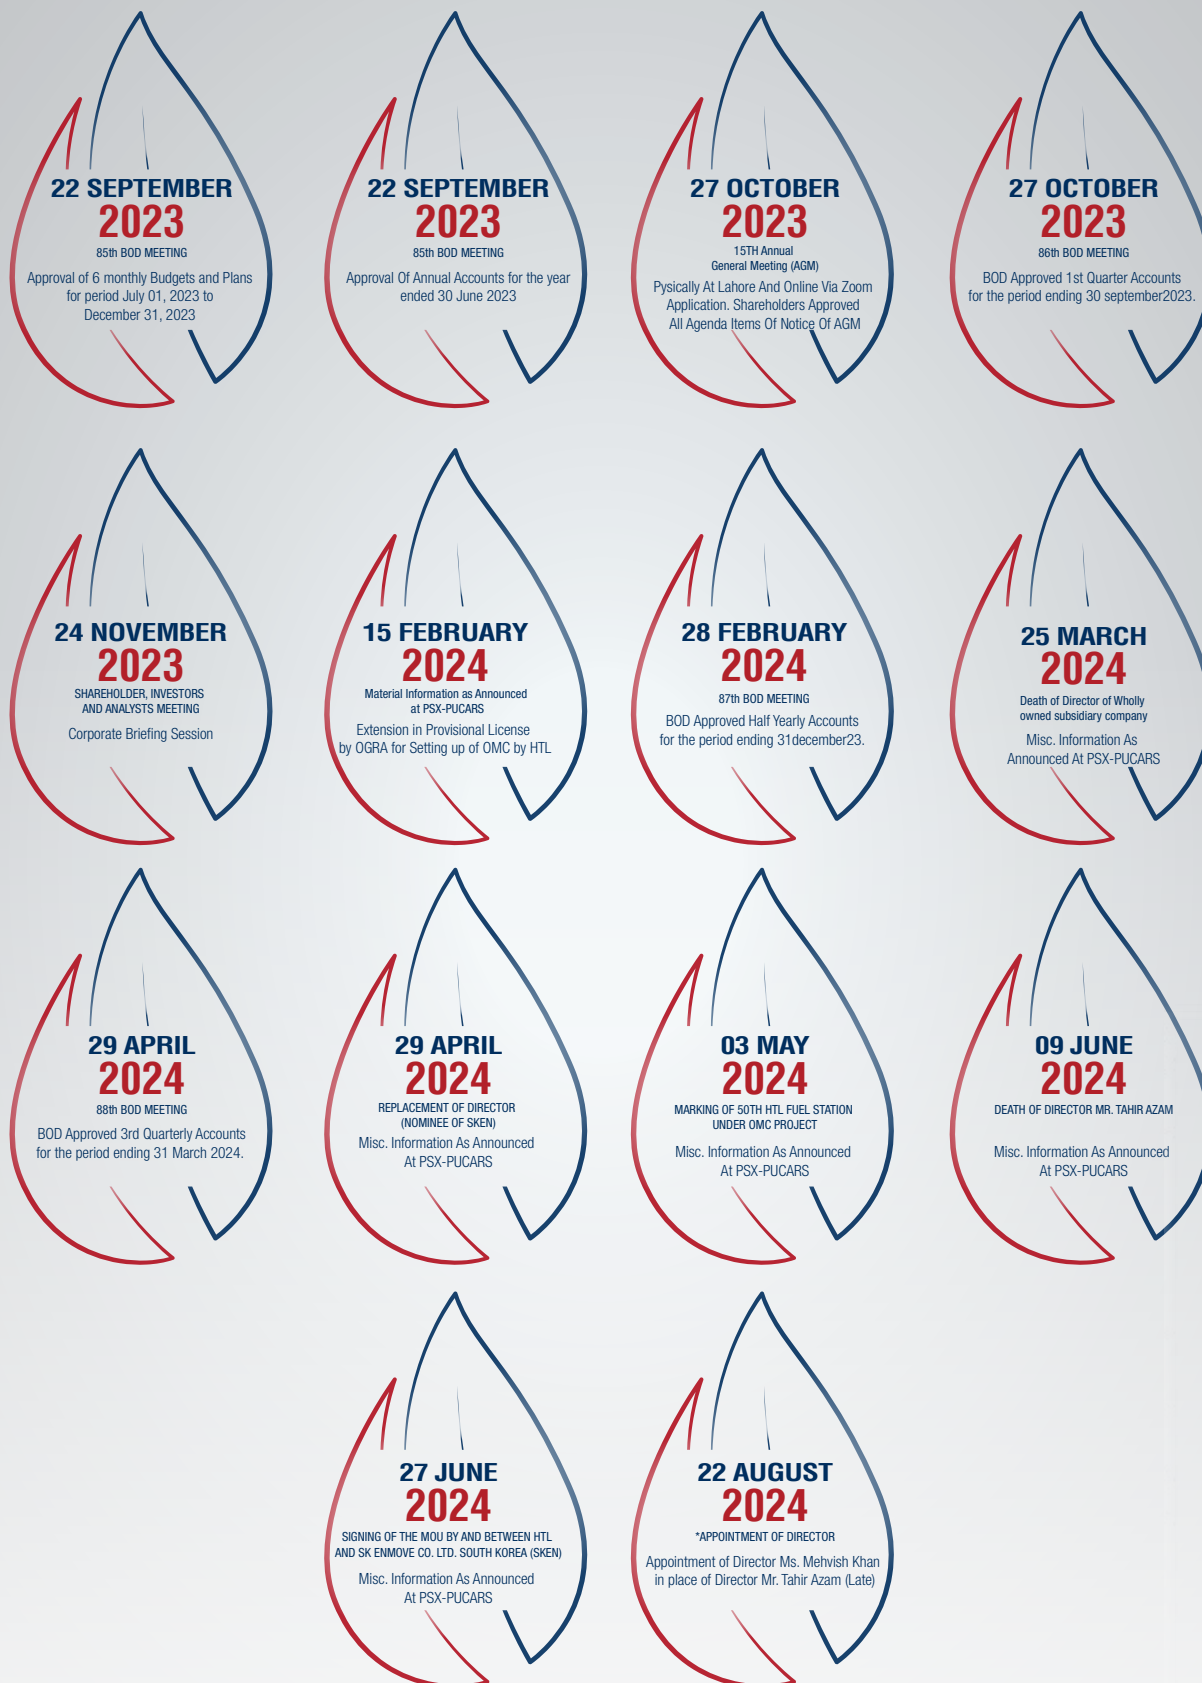 22 SEPTEMBER
2023
85th BOD MEETING
Approval of 6 monthly Budgets and Plans
for period July 01, 2023 to
December 31, 2023
22 SEPTEMBER
2023
85th BOD MEETING
Approval Of Annual Accounts for the year
ended 30 June 2023
27 OCTOBER
2023
15TH Annual
General Meeting (AGM)
Pysically At Lahore And Online Via Zoom
Application. Shareholders Approved
All Agenda Items Of Notice Of AGM
27 OCTOBER
2023
86th BOD MEETING
BOD Approved 1st Quarter Accounts
for the period ending 30 september2023.
24 NOVEMBER
2023
SHAREHOLDER, INVESTORS
AND ANALYSTS MEETING
Corporate Briefing Session
15 FEBRUARY
2024
Material Information as Announced
at PSX-PUCARS
Extension in Provisional License
by OGRA for Setting up of OMC by HTL
28 FEBRUARY
2024
87th BOD MEETING
BOD Approved Half Yearly Accounts
for the period ending 31december23.
25 MARCH
2024
Death of Director of Wholly
owned subsidiary company
Misc. Information As
Announced At PSX-PUCARS
29 APRIL
2024
88th BOD MEETING
BOD Approved 3rd Quarterly Accounts
for the period ending 31 March 2024.
29 APRIL
2024
REPLACEMENT OF DIRECTOR
(NOMINEE OF SKEN)
Misc. Information As Announced
At PSX-PUCARS
03 MAY
2024
MARKING OF 50TH HTL FUEL STATION
UNDER OMC PROJECT
Misc. Information As Announced
At PSX-PUCARS
09 JUNE
2024
DEATH OF DIRECTOR MR. TAHIR AZAM
Misc. Information As Announced
At PSX-PUCARS
27 JUNE
2024
SIGNING OF THE MOU BY AND BETWEEN HTL
AND SK ENMOVE CO. LTD. SOUTH KOREA (SKEN)
Misc. Information As Announced
At PSX-PUCARS
22 AUGUST
2024
*APPOINTMENT OF DIRECTOR
Appointment of Director Ms. Mehvish Khan
in place of Director Mr. Tahir Azam (Late)